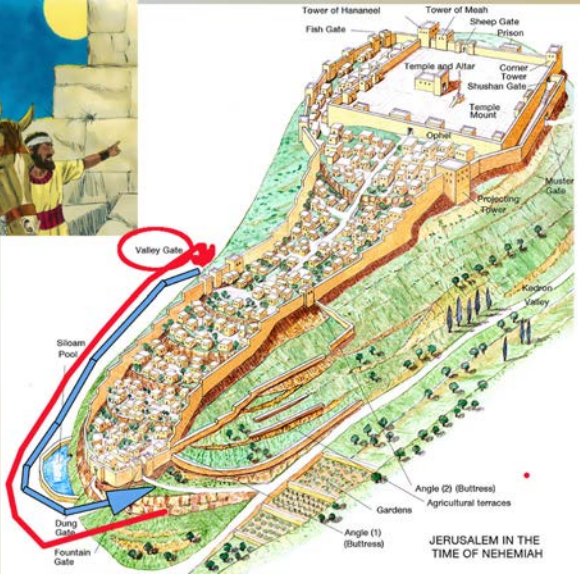 Tower of Hananeel
Tower of Meah
Sheep Gate
Fish Gate
Prison
Temple and Altar
Corner
Tower
Shushan Gate
Temple
Mount
Ophel
Muster
Gate
Projecting
Tower
Valley Gate
Kedron
Valley
Siloam
Pool
Angle (2) (Buttress)
Agricultural terraces
Gardens
Dung
Gate
Angle (1)
(Buttress)
Fountain
Gate
JERUSALEM IN THE
TIME OF NEHEMIAH